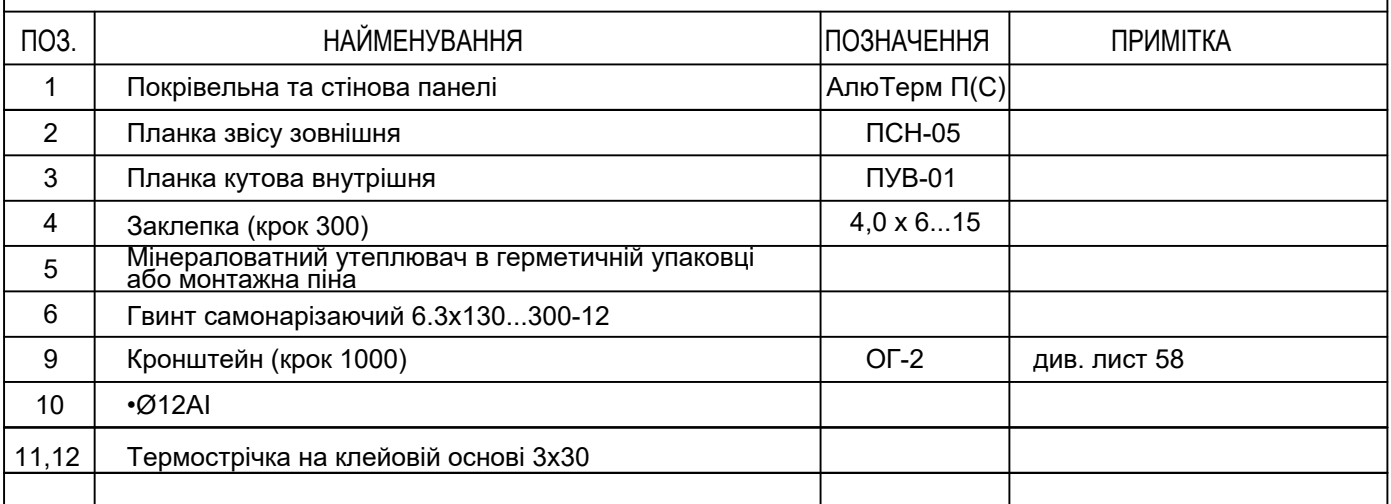 ПОЗ. НАЙМЕНУВАННЯ ПОЗНАЧЕННЯ ПРИМІТКА
1 Покрівельна та стінова панелі АлюТерм П(С)
2 Планка звісу зовнішня ПСН-05
3 Планка кутова внутрішня ПУВ-01
4 Заклепка (крок 300) 4,0 х 6...15
5 Мінераловатний утеплювач в герметичній упаковці
або монтажна піна
6 Гвинт самонарізаючий 6.3х130...300-12
9 Кронштейн (крок 1000) ОГ-2 див. лист 58
10 •Ø12АІ
11,12 Термострічка на клейовій основі 3х30